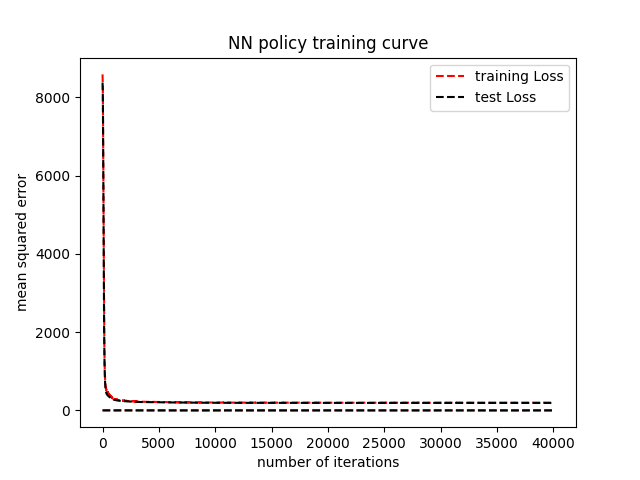 NN policy training curve
training Loss
test Loss
mean squared error
8000
6000
4000
2000
0
0 5000 10000 15000 20000 25000 30000 35000 40000
number of iterations